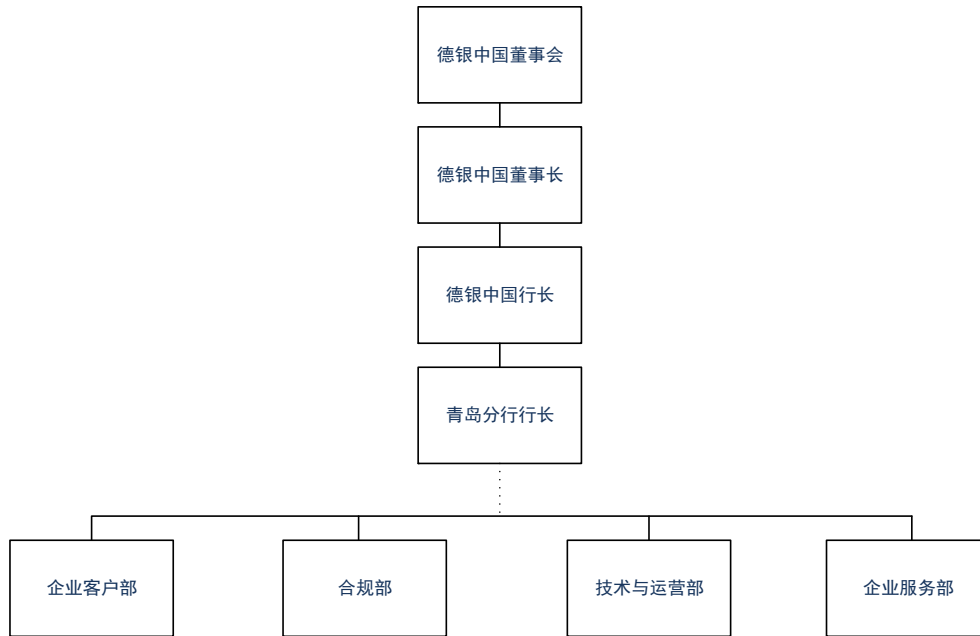 德银中国董事会
德银中国董事长
德银中国行长
青岛分行行长
企业客户部
合规部
技术与运营部
企业服务部